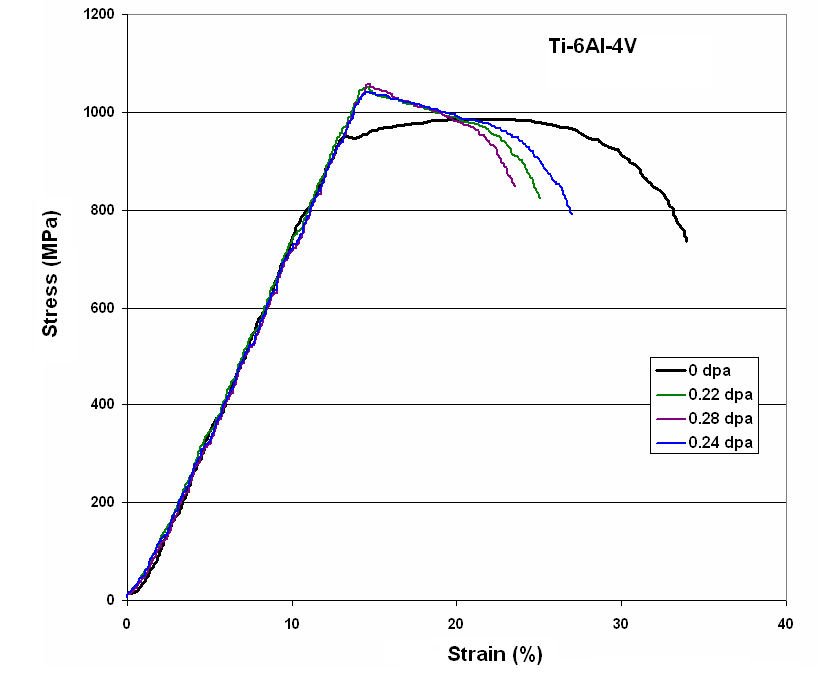 Ti-6Al-4V
1200
1000
800
600
400
200
0
0 10 20 30 40
Stress (MPa)
Strain (%)
0 dpa
0.22 dpa
0.28 dpa
0.24 dpa